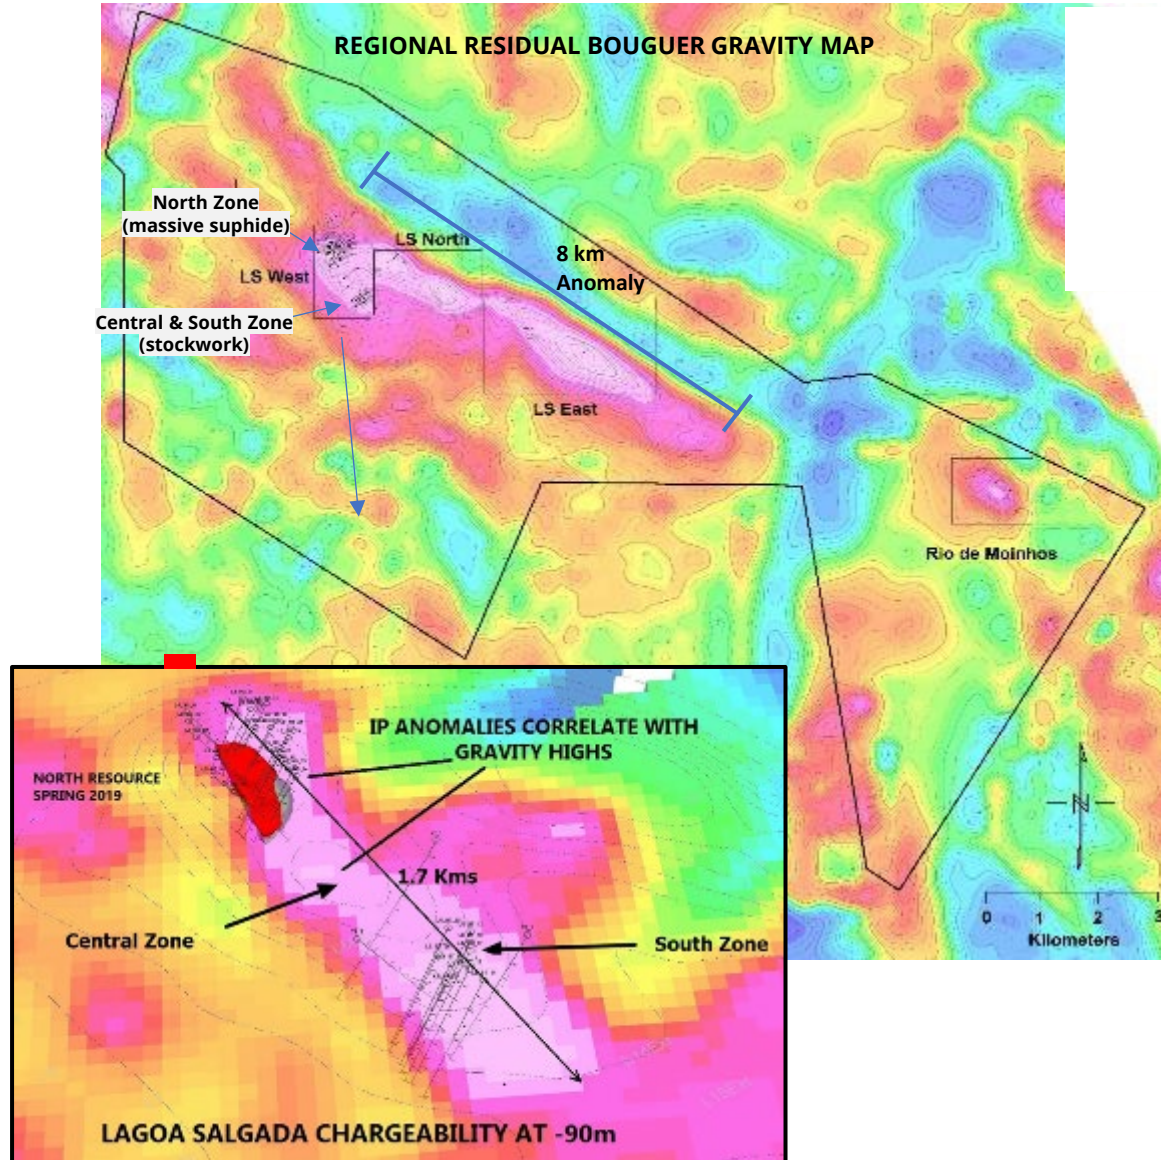 REGIONAL RESIDUAL BOUGUER GRAVITY MAP
North Zone
(massive suphide)
LS North
8 km
Anomaly
LS West
Central & South Zone
(stockwork)
LS East
Rio de Moinhos
N
0 1 2 3
Kilometers
IP ANOMALIES CORRELATE WITH
GRAVITY HIGHS
NORTH RESOURCE
SPRING 2019
1.7 Kms
Central Zone
South Zone
LAGOA SALGADA CHARGEABILITY AT -90m